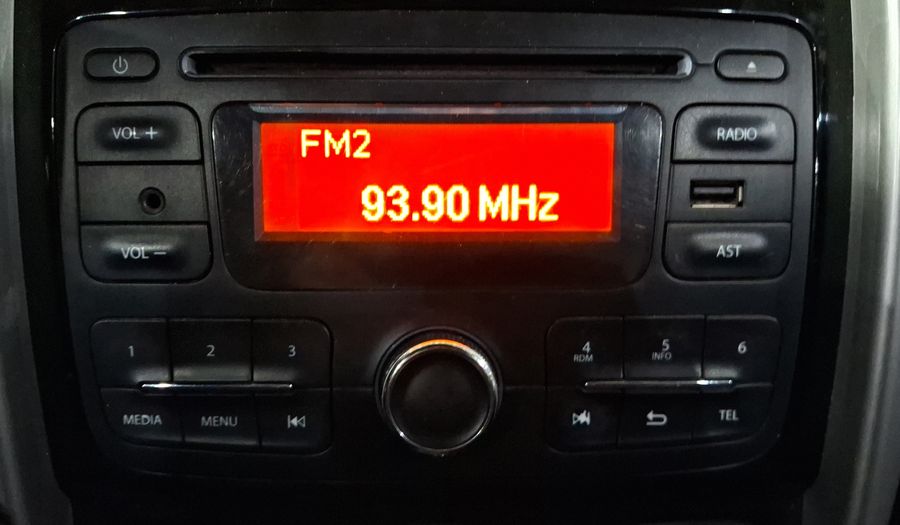 VOL +
FM2
RADIO
93.90 MHz
VOL −
AST
1
2
3
4
RDM
5
INFO
6
MEDIA
MENU
TEL